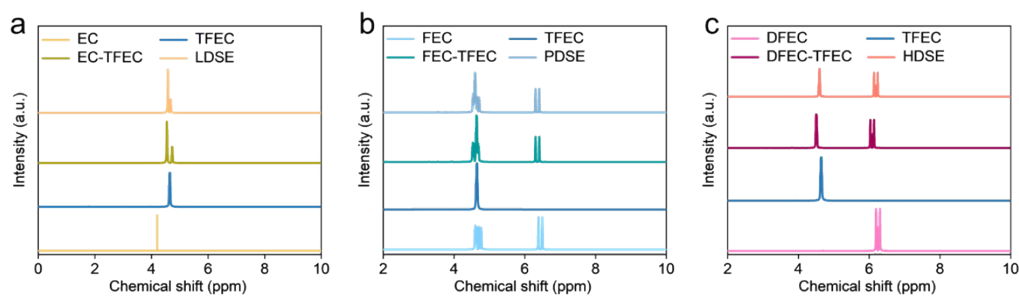 a
EC TFEC
EC-TFEC LDSE
Intensity (a.u.)
0 2 4 6 8 10
Chemical shift (ppm)
b
FEC TFEC
FEC-TFEC PDSE
Intensity (a.u.)
2 4 6 8 10
Chemical shift (ppm)
c
DFEC TFEC
DFEC-TFEC HDSE
Intensity (a.u.)
2 4 6 8 10
Chemical shift (ppm)